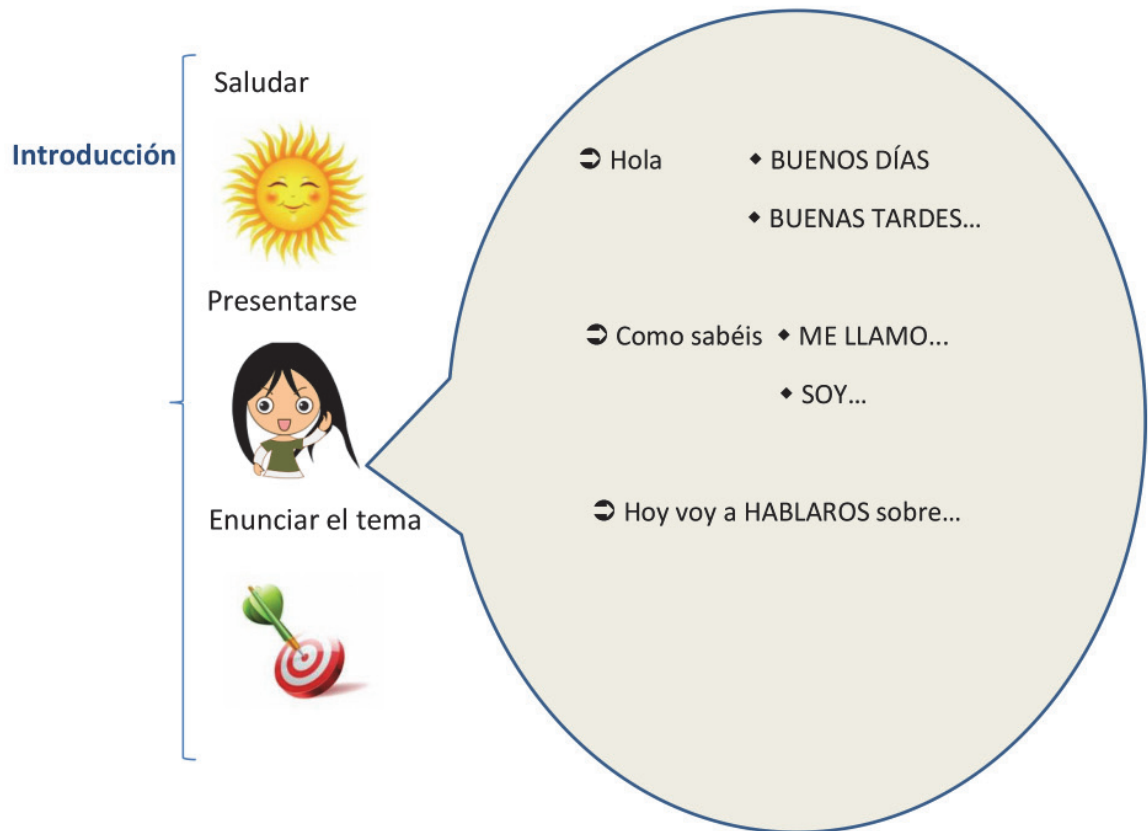 Saludar
Introducción
➲ Hola ◆ BUENOS DÍAS
◆ BUENAS TARDES...
Presentarse
➲ Como sabéis ◆ ME LLAMO...
◆ SOY...
Enunciar el tema
➲ Hoy voy a HABLAROS sobre...